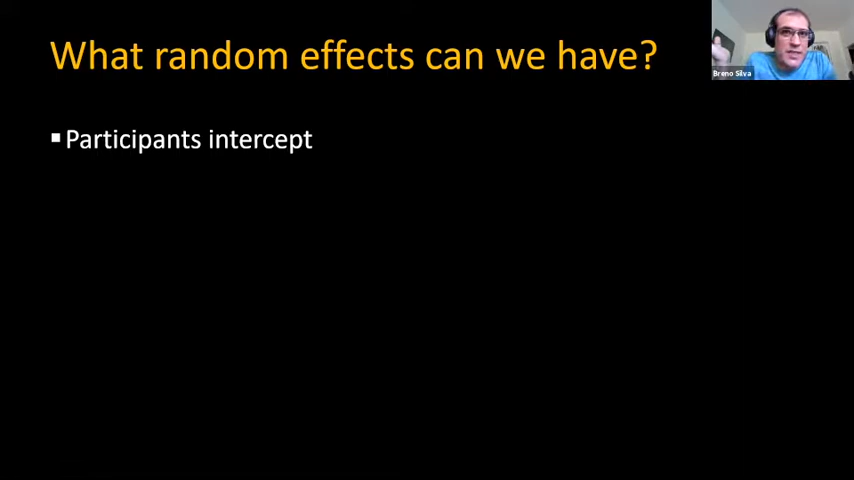 What random effects can we have?
Breno Silva
▪Participants intercept